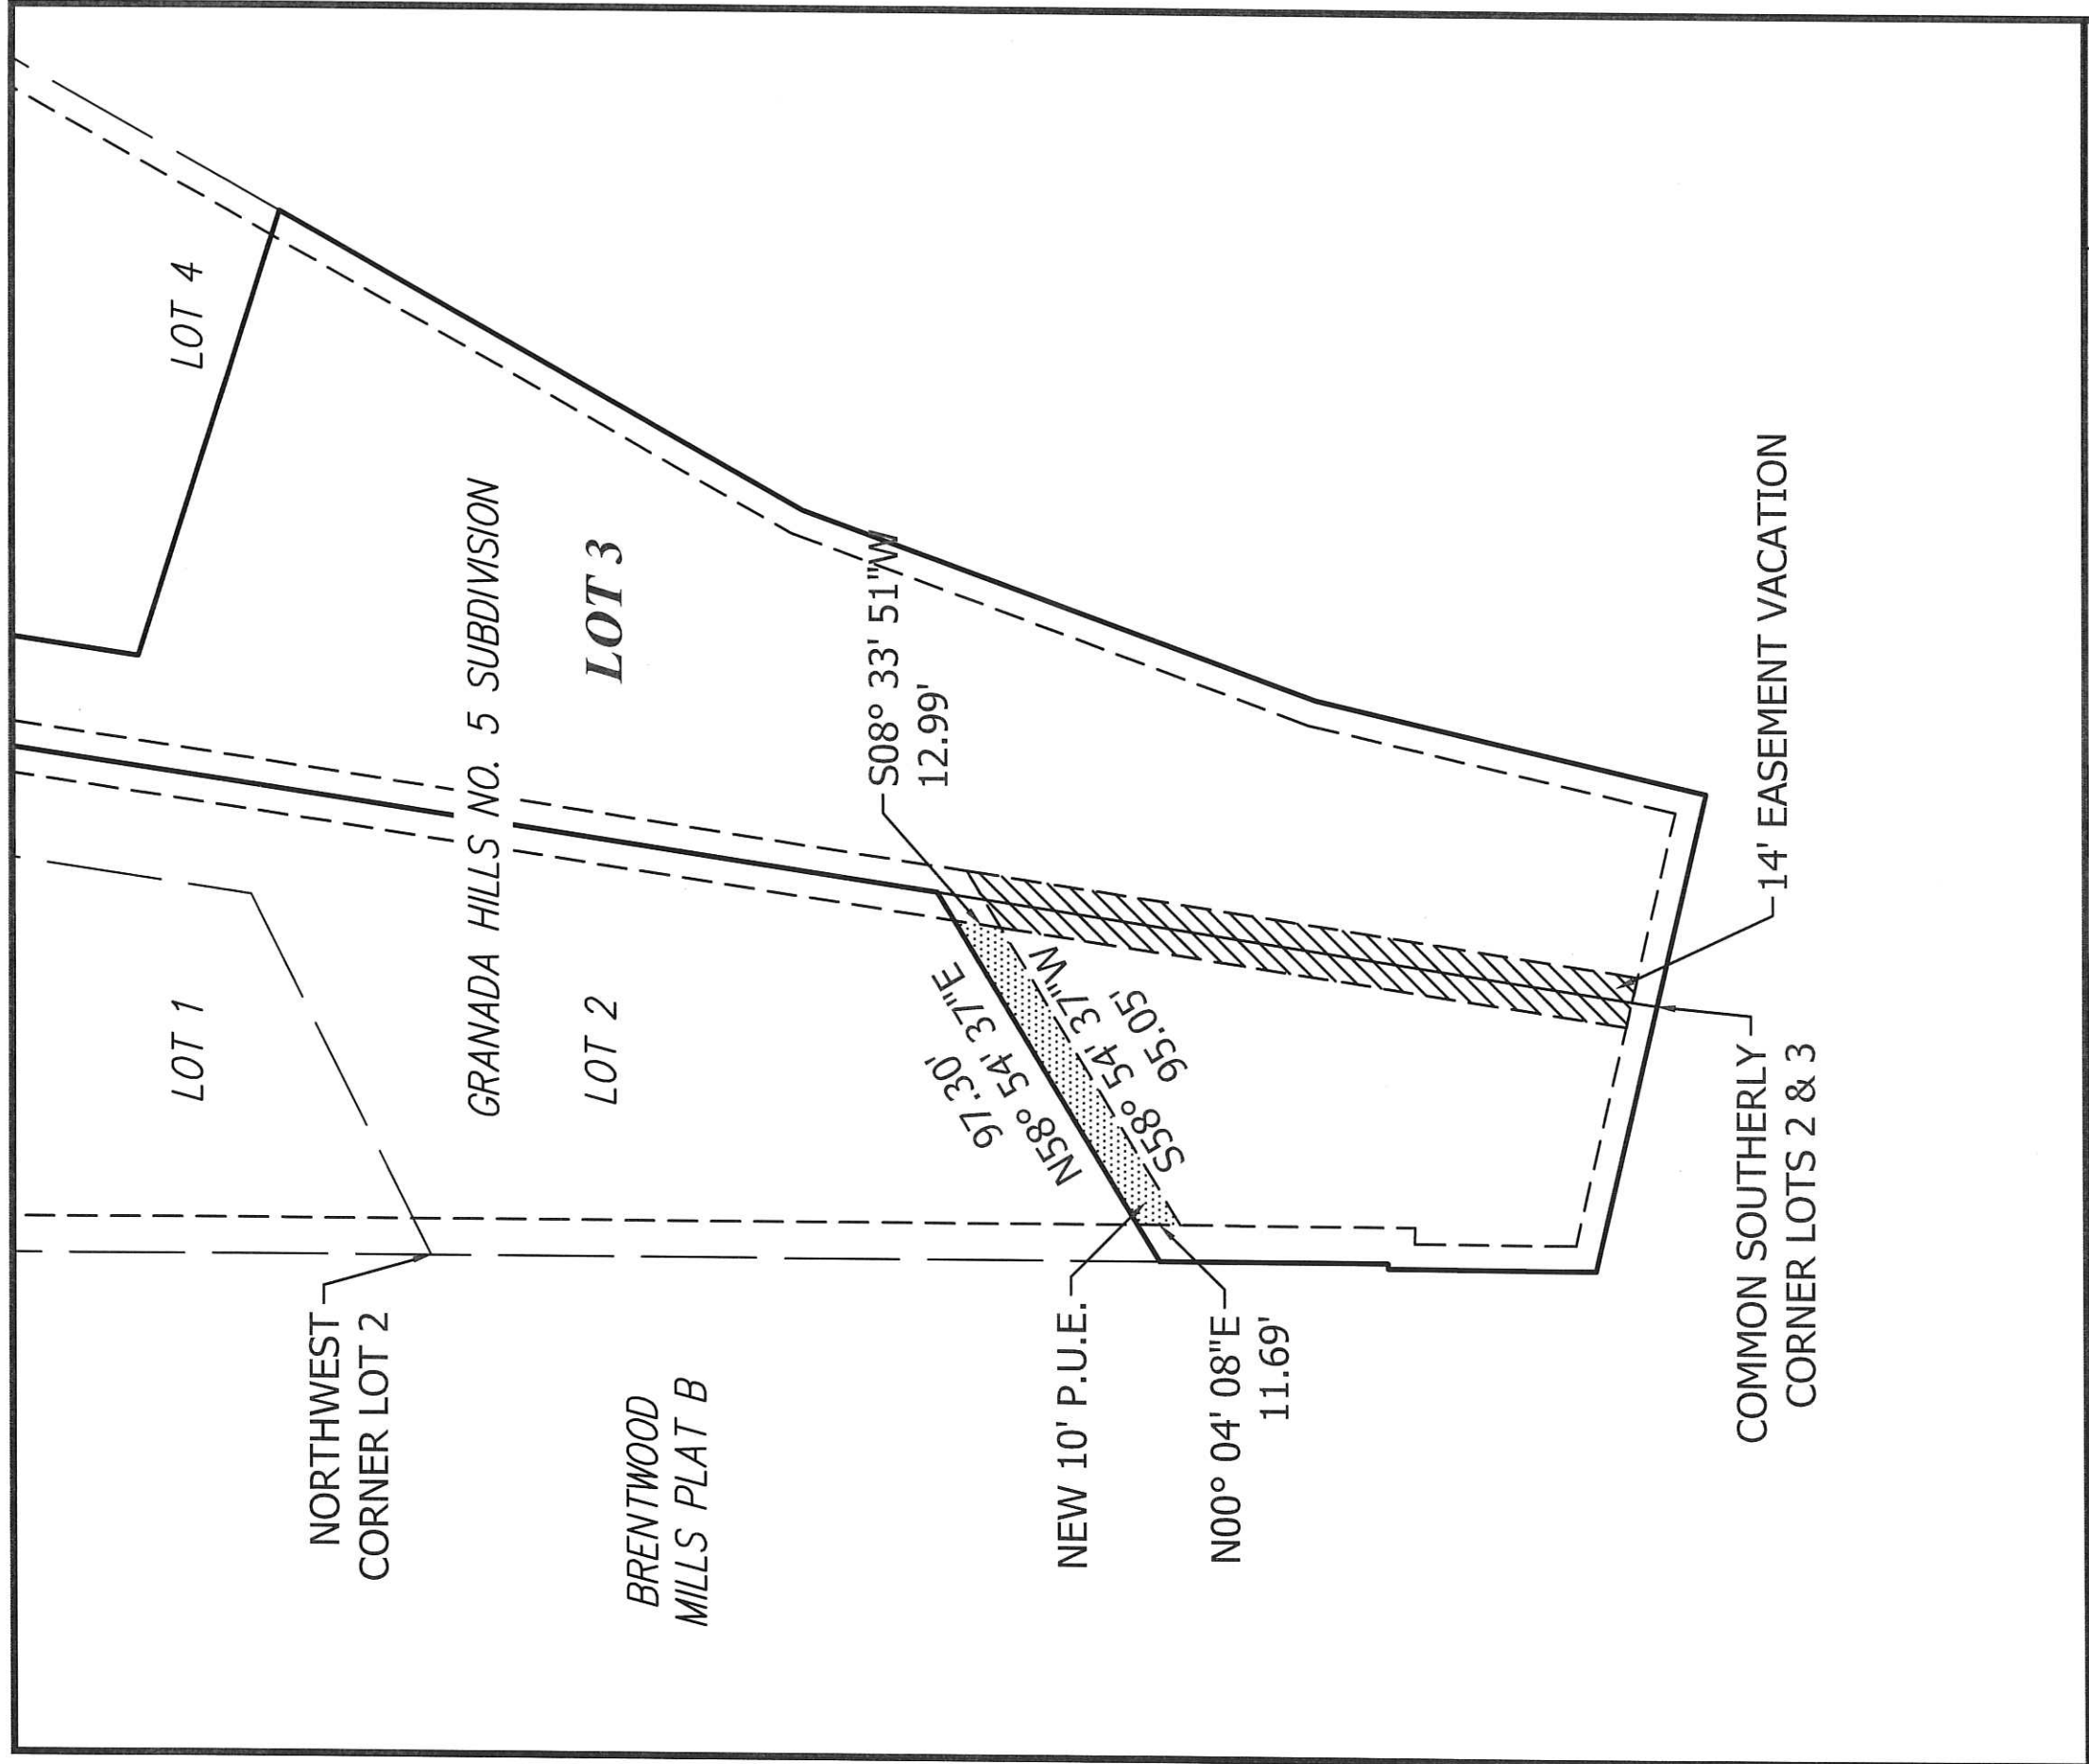 LOT 1
LOT 4
NORTHWEST
CORNER LOT 2
GRANADA HILLS NO. 5 SUBDIVISION
LOT 2
LOT 3
BRENTWOOD
MILLS PLAT B
S08° 33' 51"W
12.99'
97.30'
N58° 54' 37"E
S58° 54' 37"W
95.05'
NEW 10' P.U.E.
N00° 04' 08"E
11.69'
14' EASEMENT VACATION
COMMON SOUTHERLY
CORNER LOTS 2 & 3